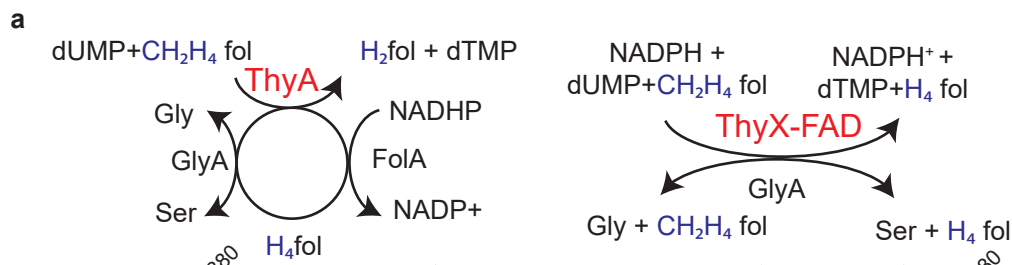 a
dUMP+CH₂H₄ fol
H₂fol + dTMP
ThyA
Gly
NADHP
GlyA
FolA
Ser
NADP+
H₄fol
NADPH +
dUMP+CH₂H₄ fol
NADPH⁺ +
dTMP+H₄ fol
ThyX-FAD
GlyA
Gly + CH₂H₄ fol
Ser + H₄ fol